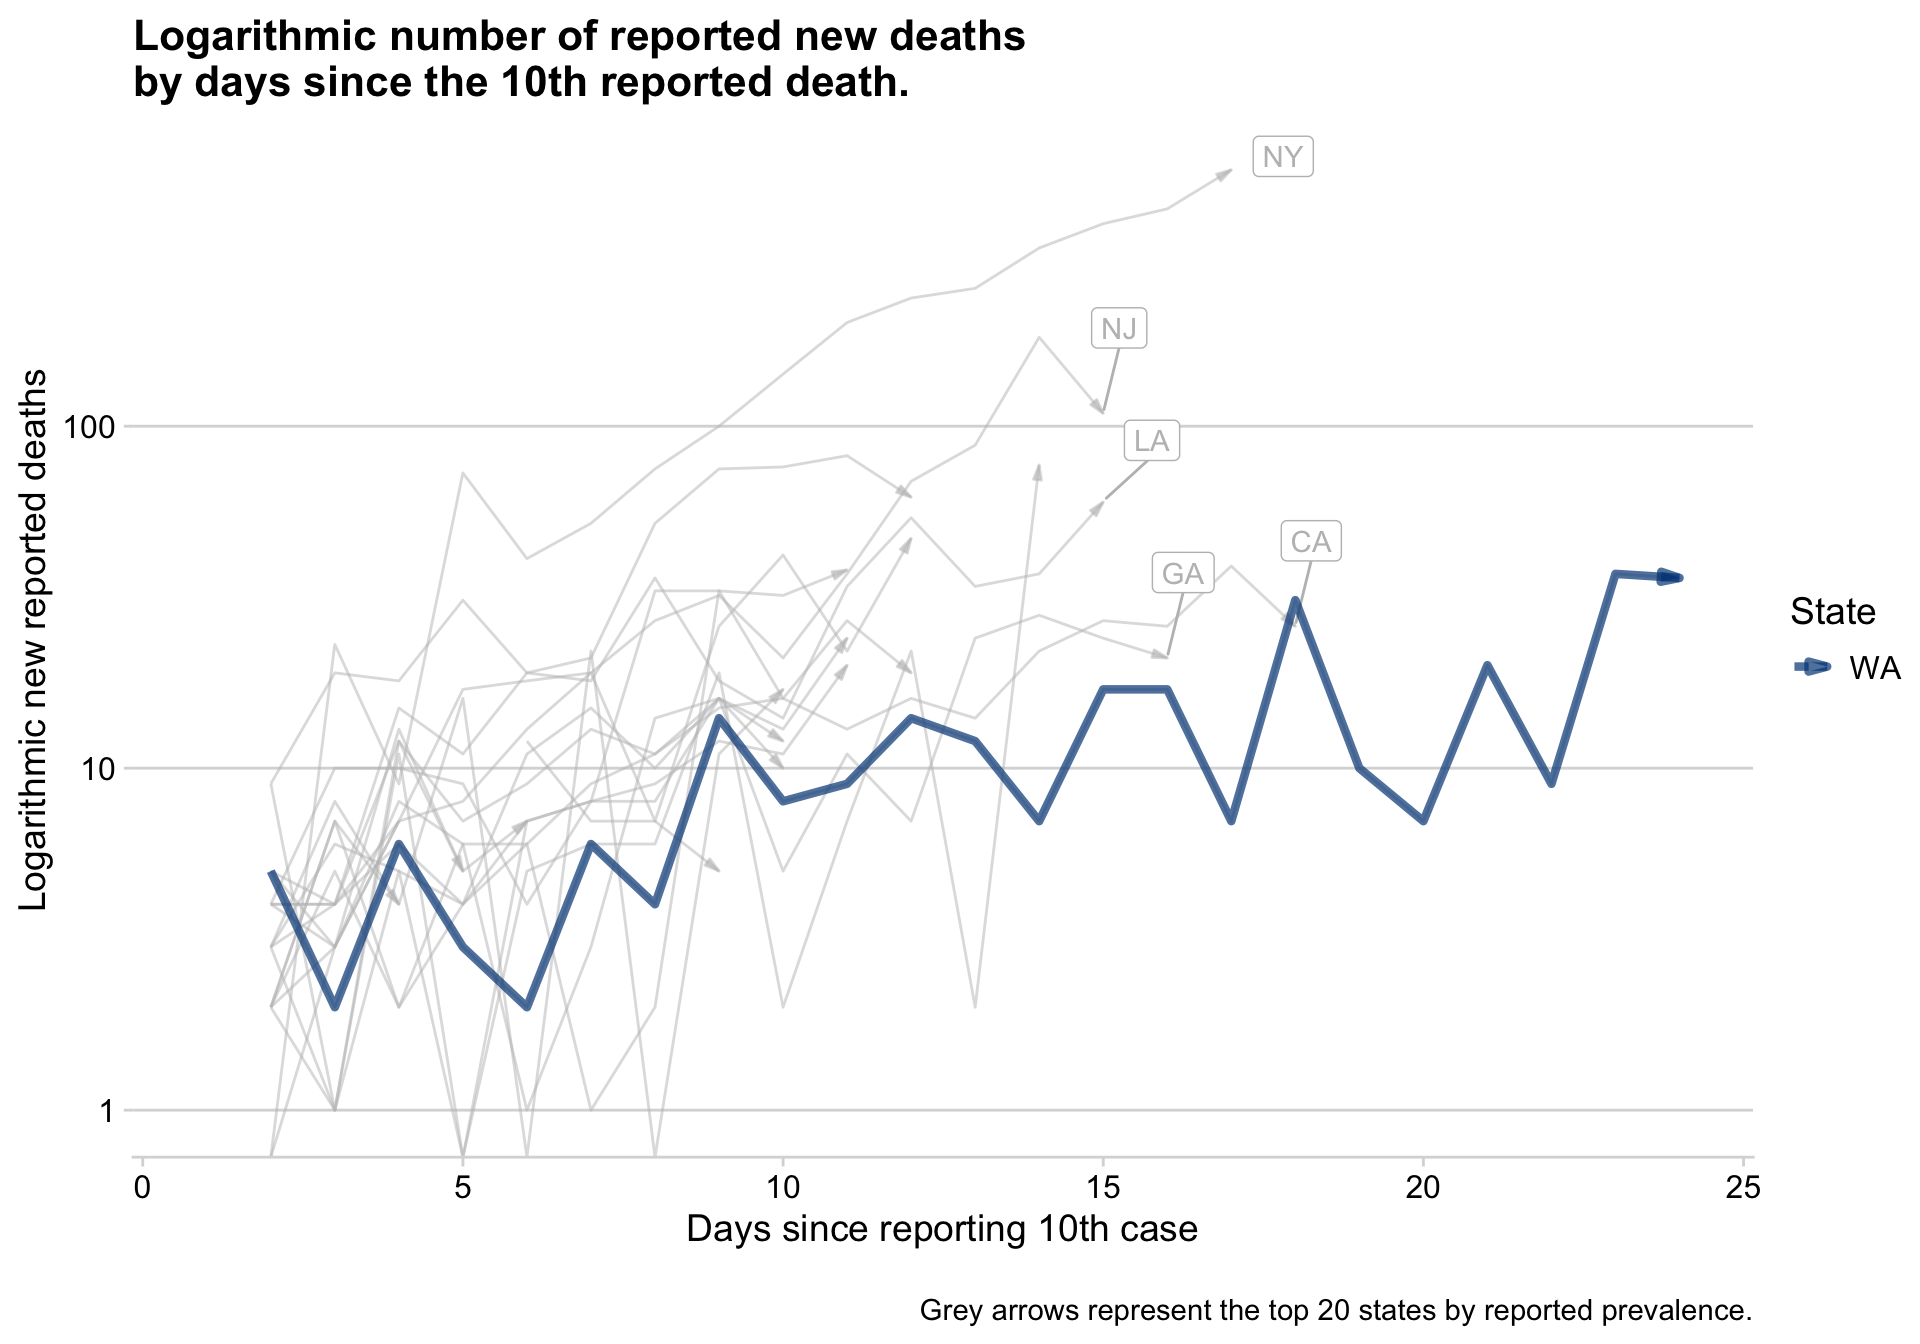 Logarithmic number of reported new deaths
by days since the 10th reported death.
NY
NJ
LA
CA
GA
Logarithmic new reported deaths
100
10
1
State
WA
0 5 10 15 20 25
Days since reporting 10th case
Grey arrows represent the top 20 states by reported prevalence.